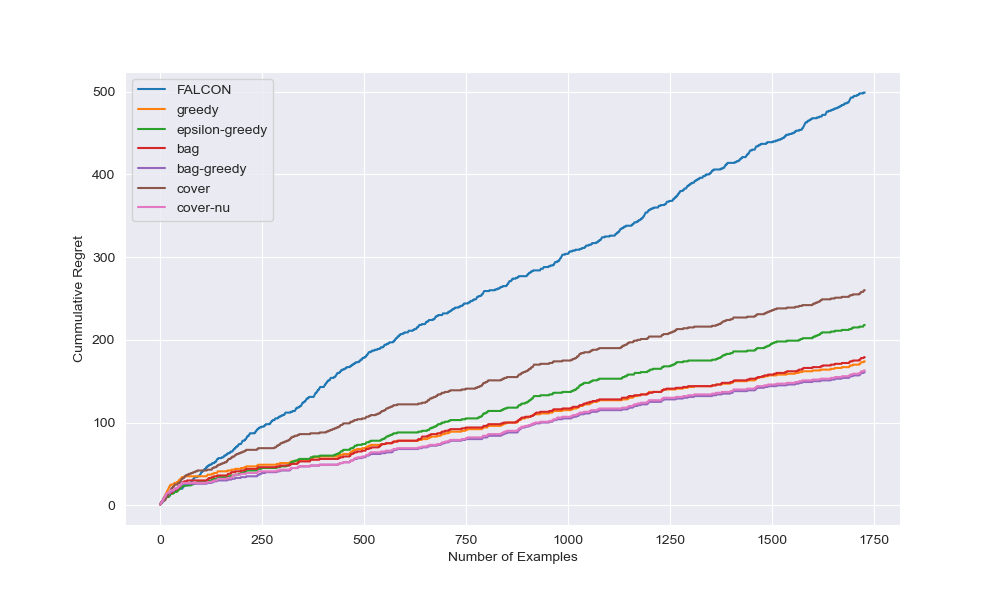 FALCON
greedy
epsilon-greedy
bag
bag-greedy
cover
cover-nu
500
400
300
200
100
0
Cummulative Regret
0 250 500 750 1000 1250 1500 1750
Number of Examples